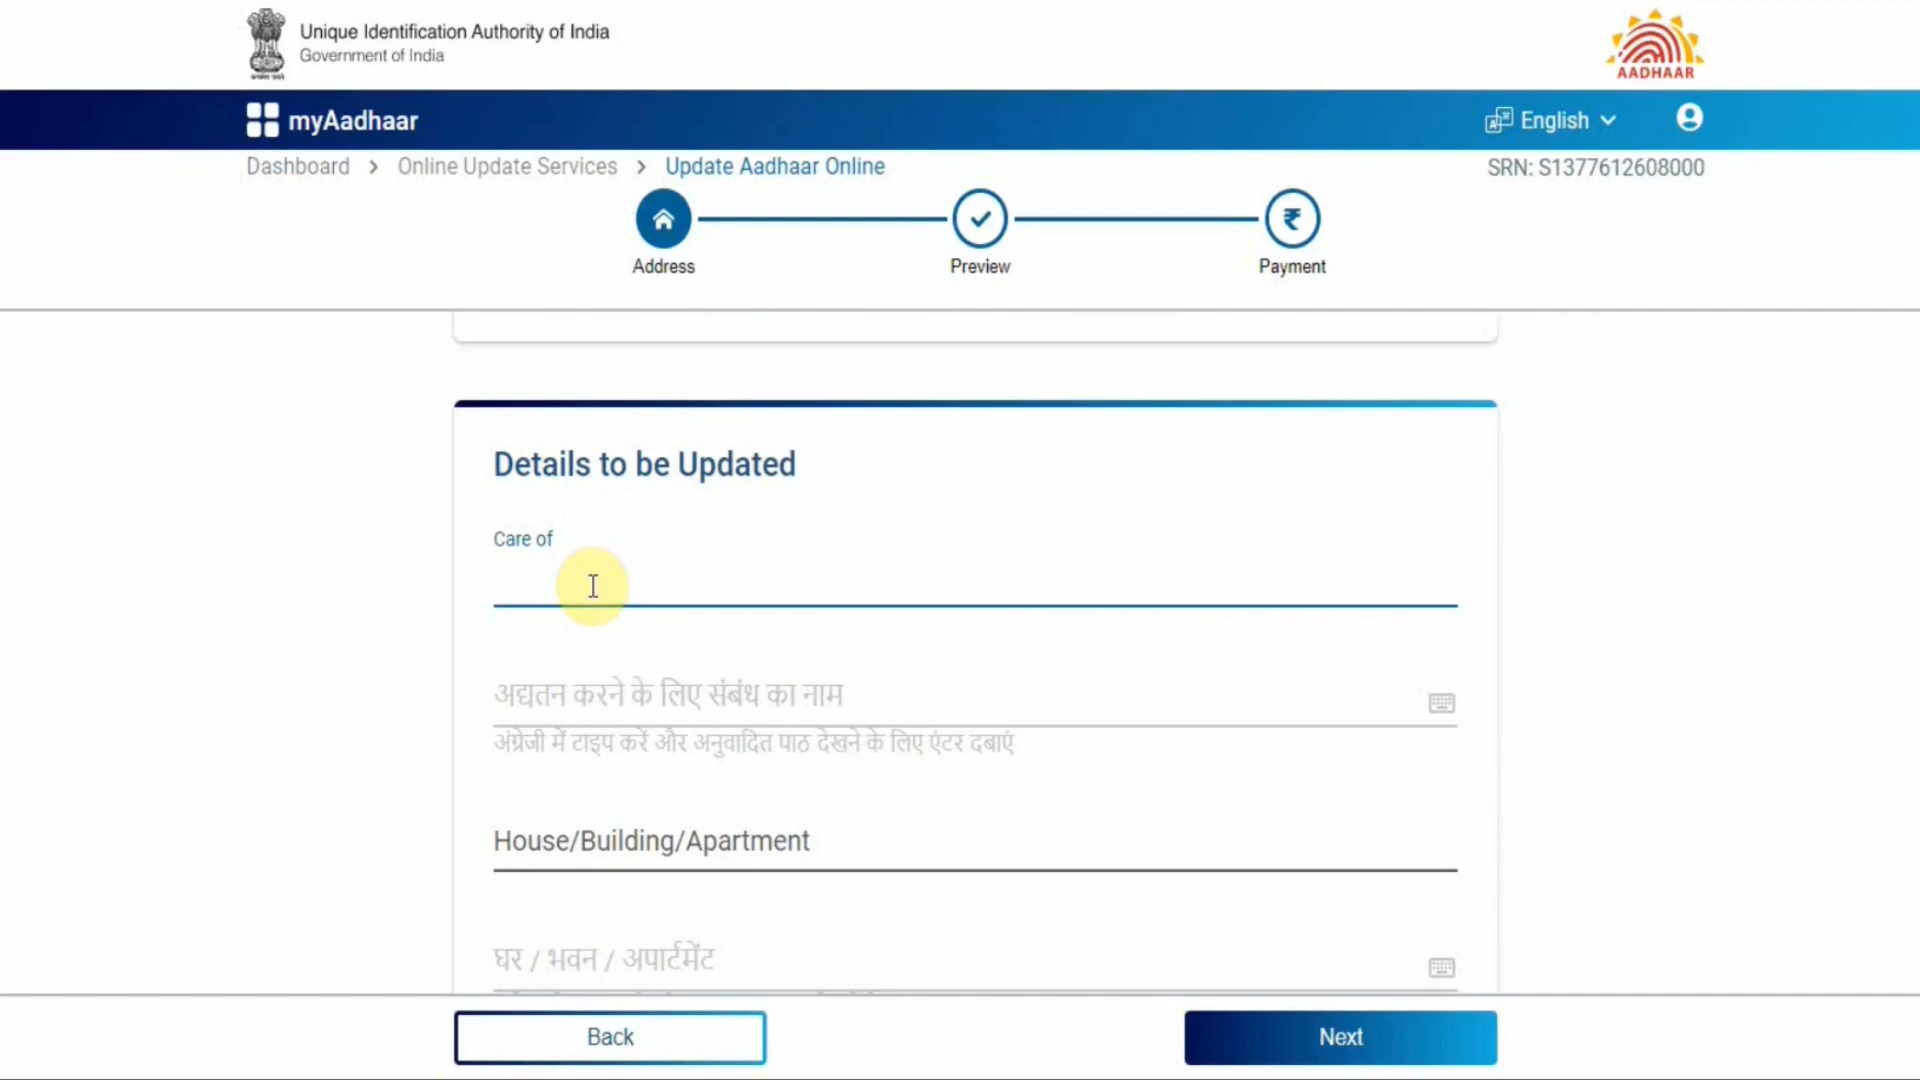 Unique Identification Authority of India
Government of India
AADHAAR
myAadhaar
English
Dashboard > Online Update Services > Update Aadhaar Online
SRN: S1377612608000
Address
Preview
Payment
Details to be Updated
Care of
अद्यतन करने के लिए संबंध का नाम
अंग्रेजी में टाइप करें और अनुवादित पाठ देखने के लिए एंटर दबाएं
House/Building/Apartment
घर / भवन / अपार्टमेंट
Back
Next